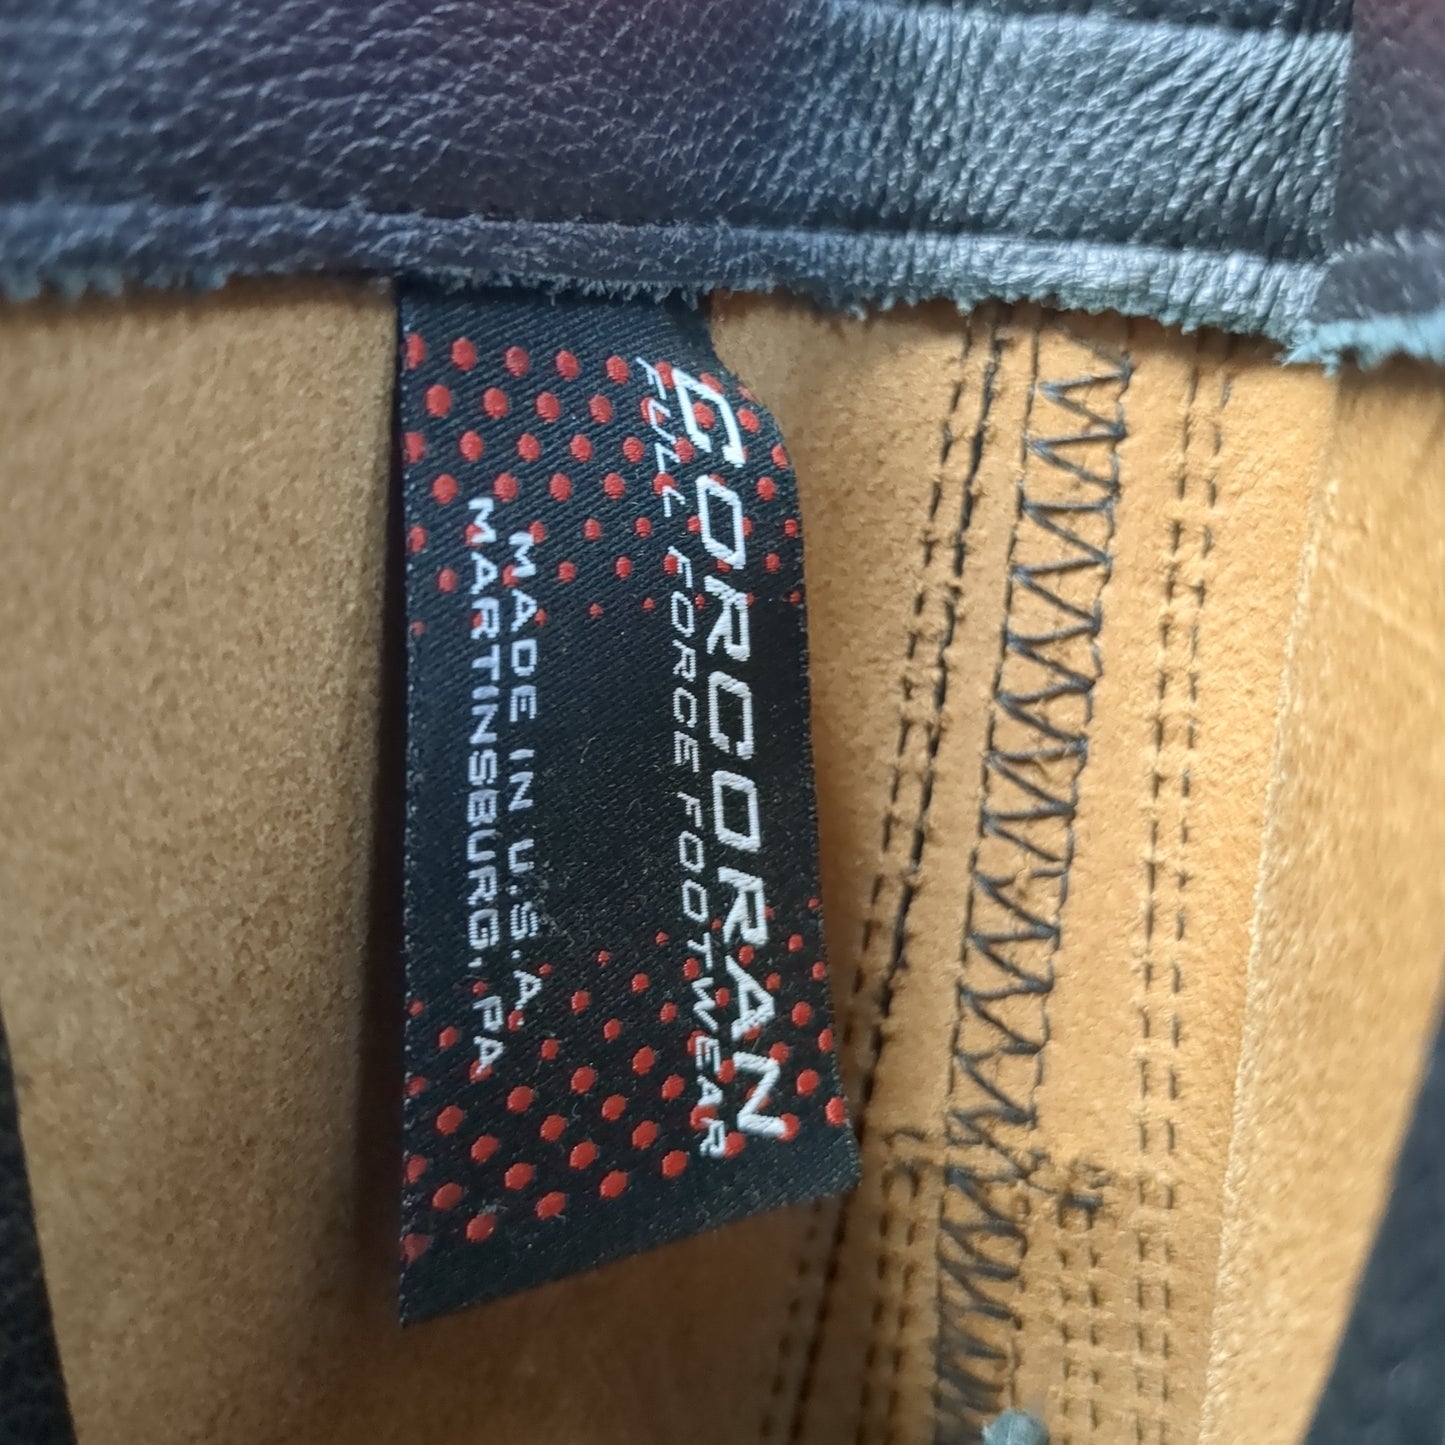 CORCORAN
FULL FORCE FOOTWEAR
MADE IN U.S.A.
MARTINSBURG, PA